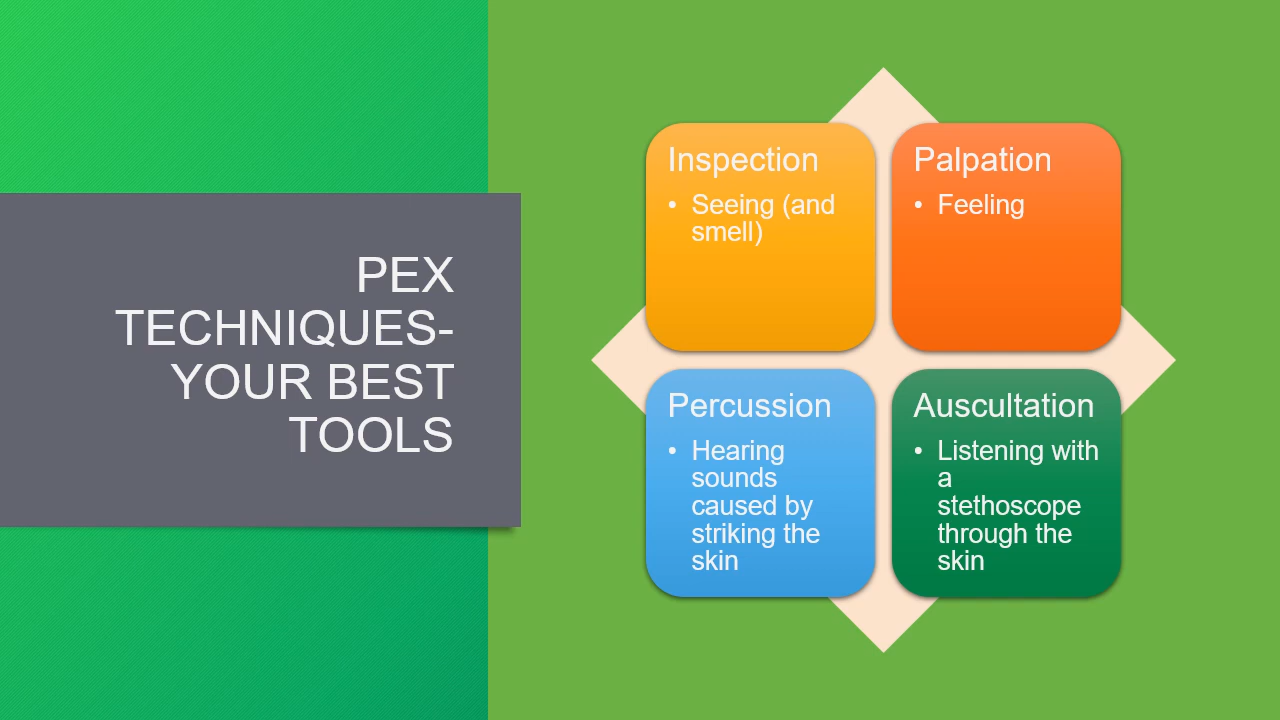 PEX
TECHNIQUES-
YOUR BEST
TOOLS
Inspection
• Seeing (and
smell)
Palpation
• Feeling
Percussion
• Hearing
sounds
caused by
striking the
skin
Auscultation
• Listening with
a
stethoscope
through the
skin